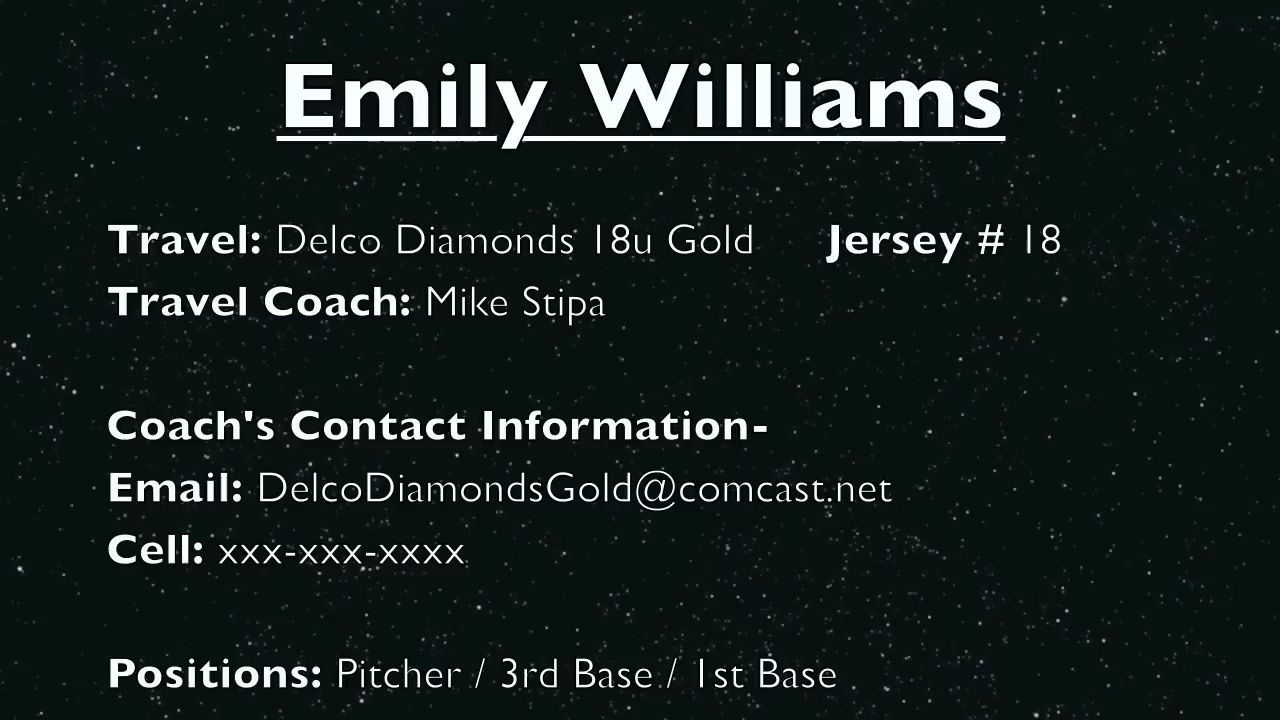 Emily Williams
Travel: Delco Diamonds 18u Gold Jersey # 18
Travel Coach: Mike Stipa
Coach's Contact Information-
Email: DelcoDiamondsGold@comcast.net
Cell: xxx-xxx-xxxx
Positions: Pitcher / 3rd Base / 1st Base